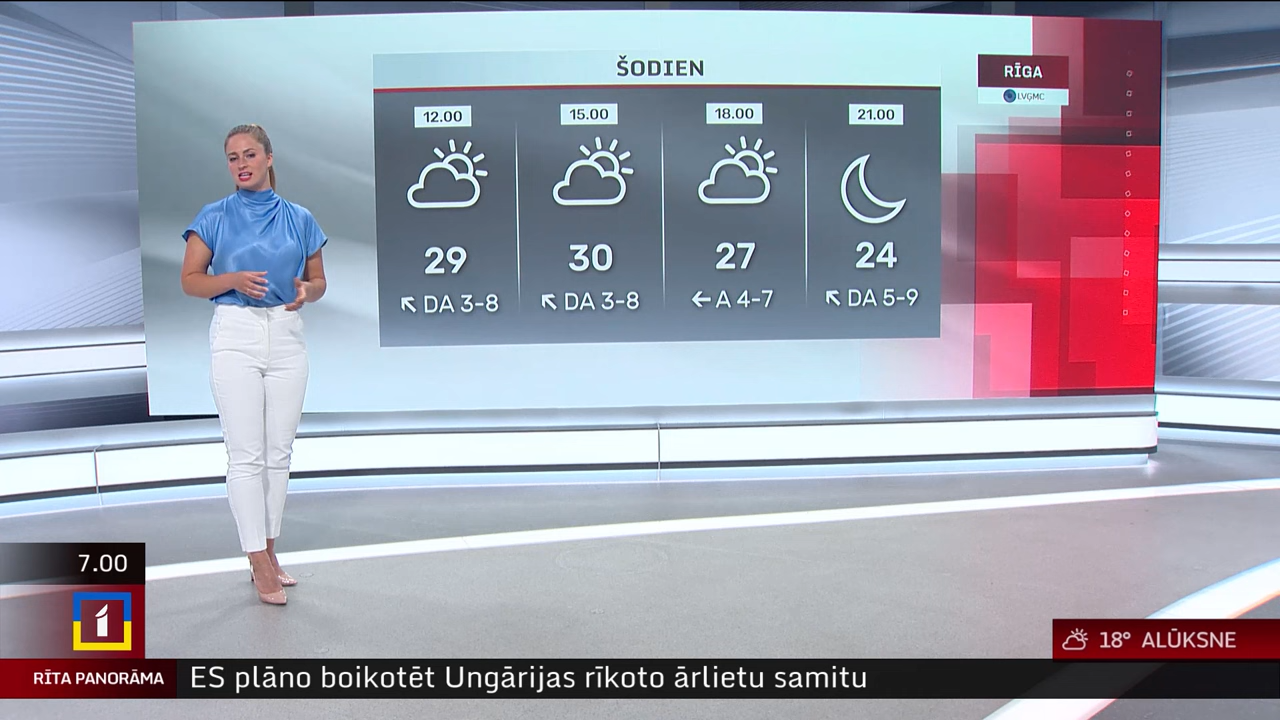 ŠODIEN
RĪGA
LVĢMC
12.00
15.00
18.00
21.00
29
30
27
24
DA 3-8
DA 3-8
A 4-7
DA 5-9
7.00
1
18° ALŪKSNE
RĪTA PANORĀMA
ES plāno boikotēt Ungārijas rīkoto ārlietu samitu